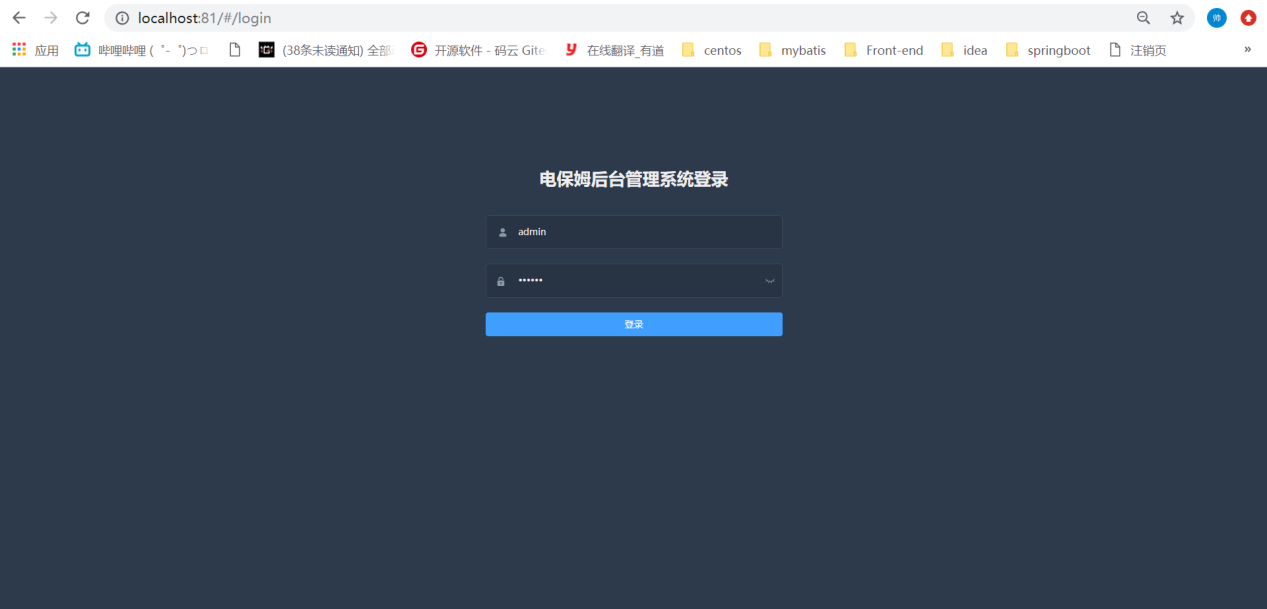 localhost:81/#/login
帅
应用 哔哩哔哩 ( ゜- ゜)つロ (38条未读通知) 全部 开源软件 - 码云 Gite 在线翻译_有道 centos mybatis Front-end idea springboot 注销页 »
电保姆后台管理系统登录
admin
••••••
登录